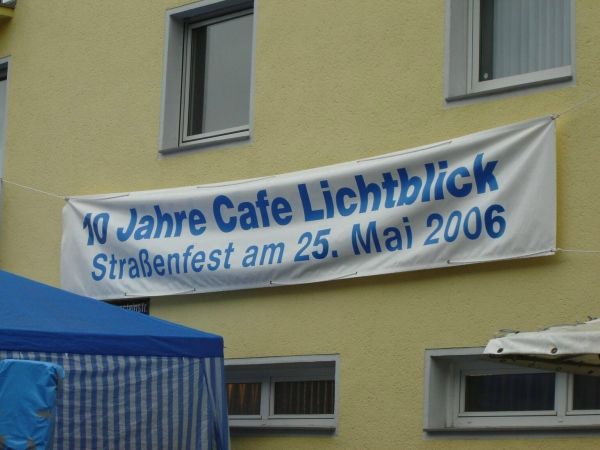 10 Jahre Cafe Lichtblick
Straßenfest am 25. Mai 2006